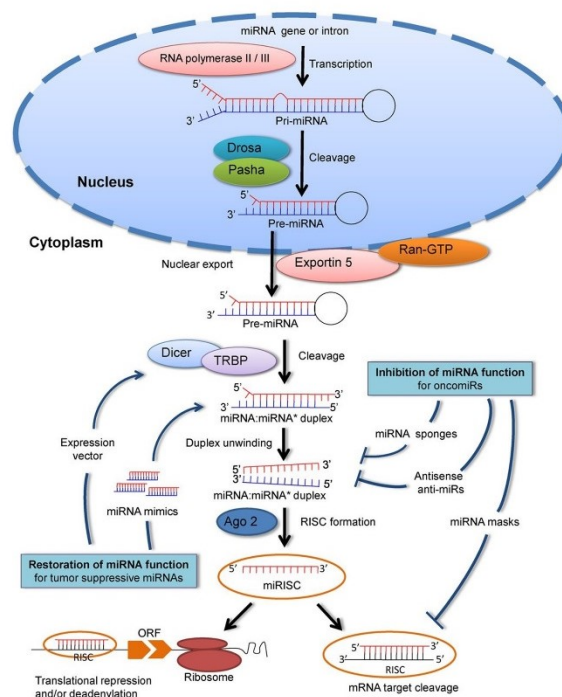 miRNA gene or intron
RNA polymerase II / III
Transcription
5’
3’
Pri-miRNA
Drosa
Pasha
Cleavage
Nucleus
5’
3’
Pre-miRNA
Cytoplasm
Nuclear export
Exportin 5
Ran-GTP
5’
3’
Pre-miRNA
Dicer
TRBP
Cleavage
Inhibition of miRNA function
for oncomiRs
5’
3’
3’
5’
miRNA:miRNA* duplex
Expression
vector
Duplex unwinding
miRNA sponges
5’
3’
3’
5’
miRNA:miRNA* duplex
Antisense
anti-miRs
miRNA mimics
Ago 2
RISC formation
miRNA masks
Restoration of miRNA function
for tumor suppressive miRNAs
5’
3’
miRISC
RISC
ORF
Ribosome
Translational repression
and/or deadenylation
5’
3’
3’
5’
RISC
mRNA target cleavage